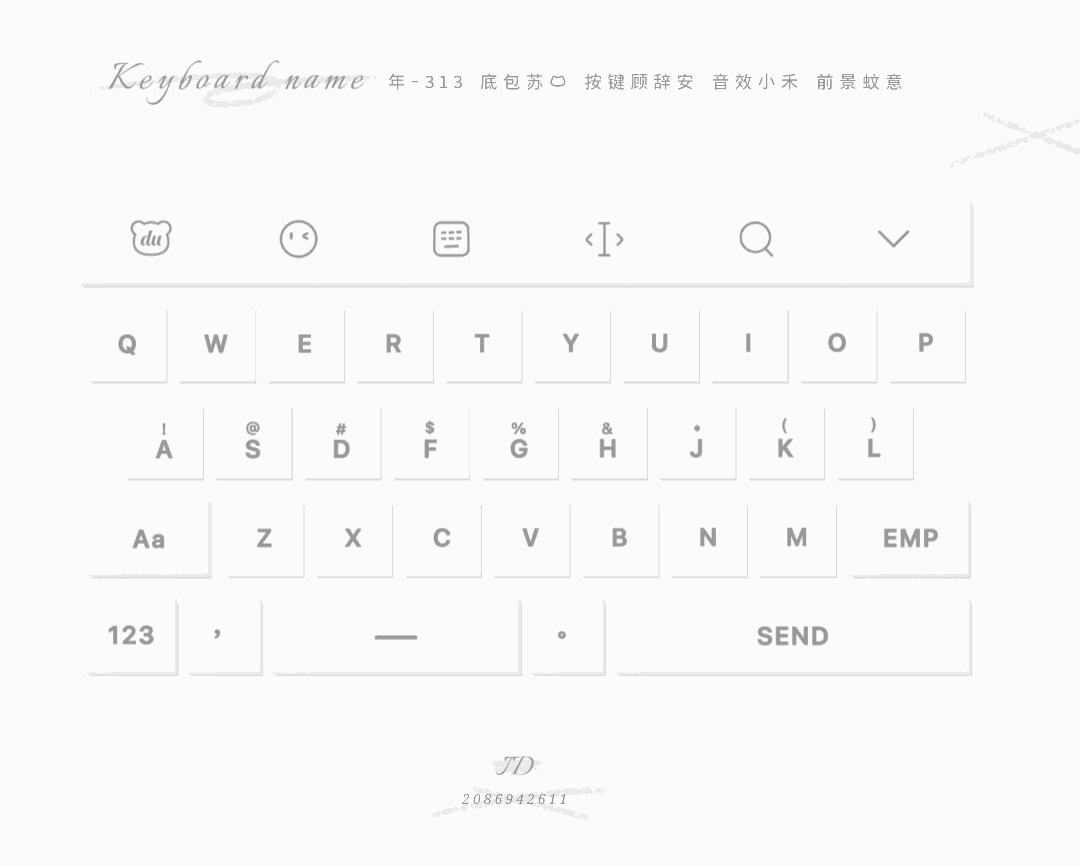 Keyboard name 年-313 底包苏 按键顾辞安 音效小禾 前景蚊意
du
Q W E R T Y U I O P
! @ # $ % & • ( )
A S D F G H J K L
Aa Z X C V B N M EMP
123 , — 。 SEND
JD
2086942611